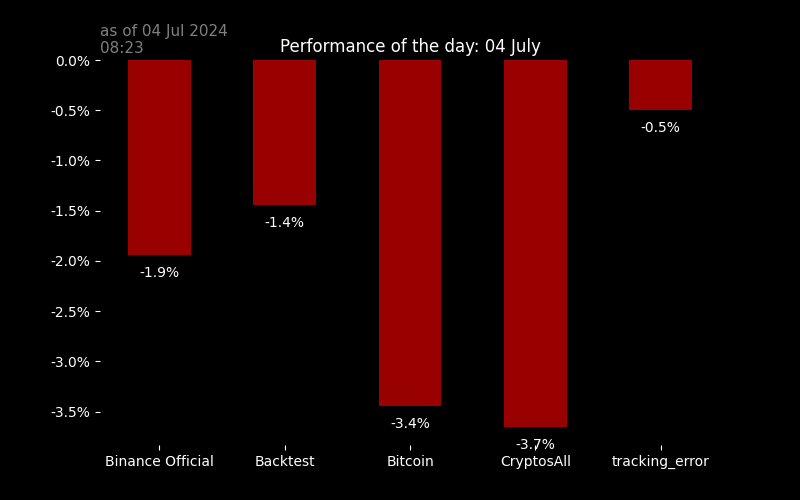 as of 04 Jul 2024
08:23
Performance of the day: 04 July
0.0%
-0.5%
-1.0%
-1.5%
-2.0%
-2.5%
-3.0%
-3.5%
-1.9%
-1.4%
-3.4%
-3.7%
-0.5%
Binance Official
Backtest
Bitcoin
CryptosAll
tracking_error